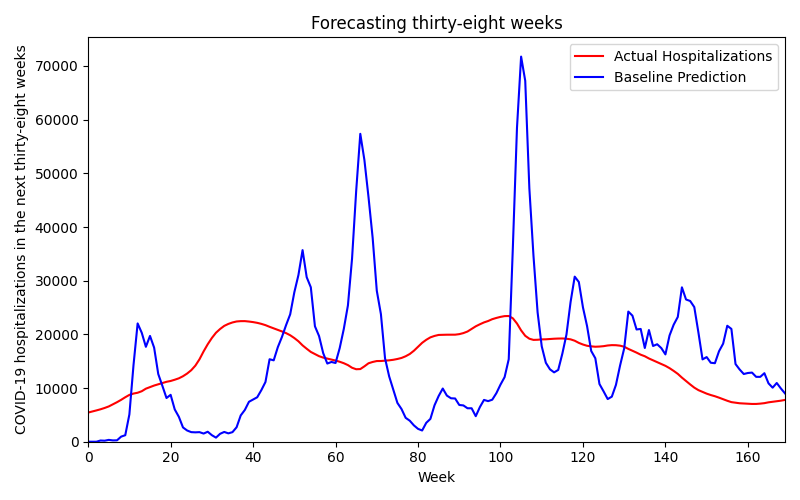 Forecasting thirty-eight weeks
COVID-19 hospitalizations in the next thirty-eight weeks
70000
60000
50000
40000
30000
20000
10000
0
Actual Hospitalizations
Baseline Prediction
0 20 40 60 80 100 120 140 160
Week